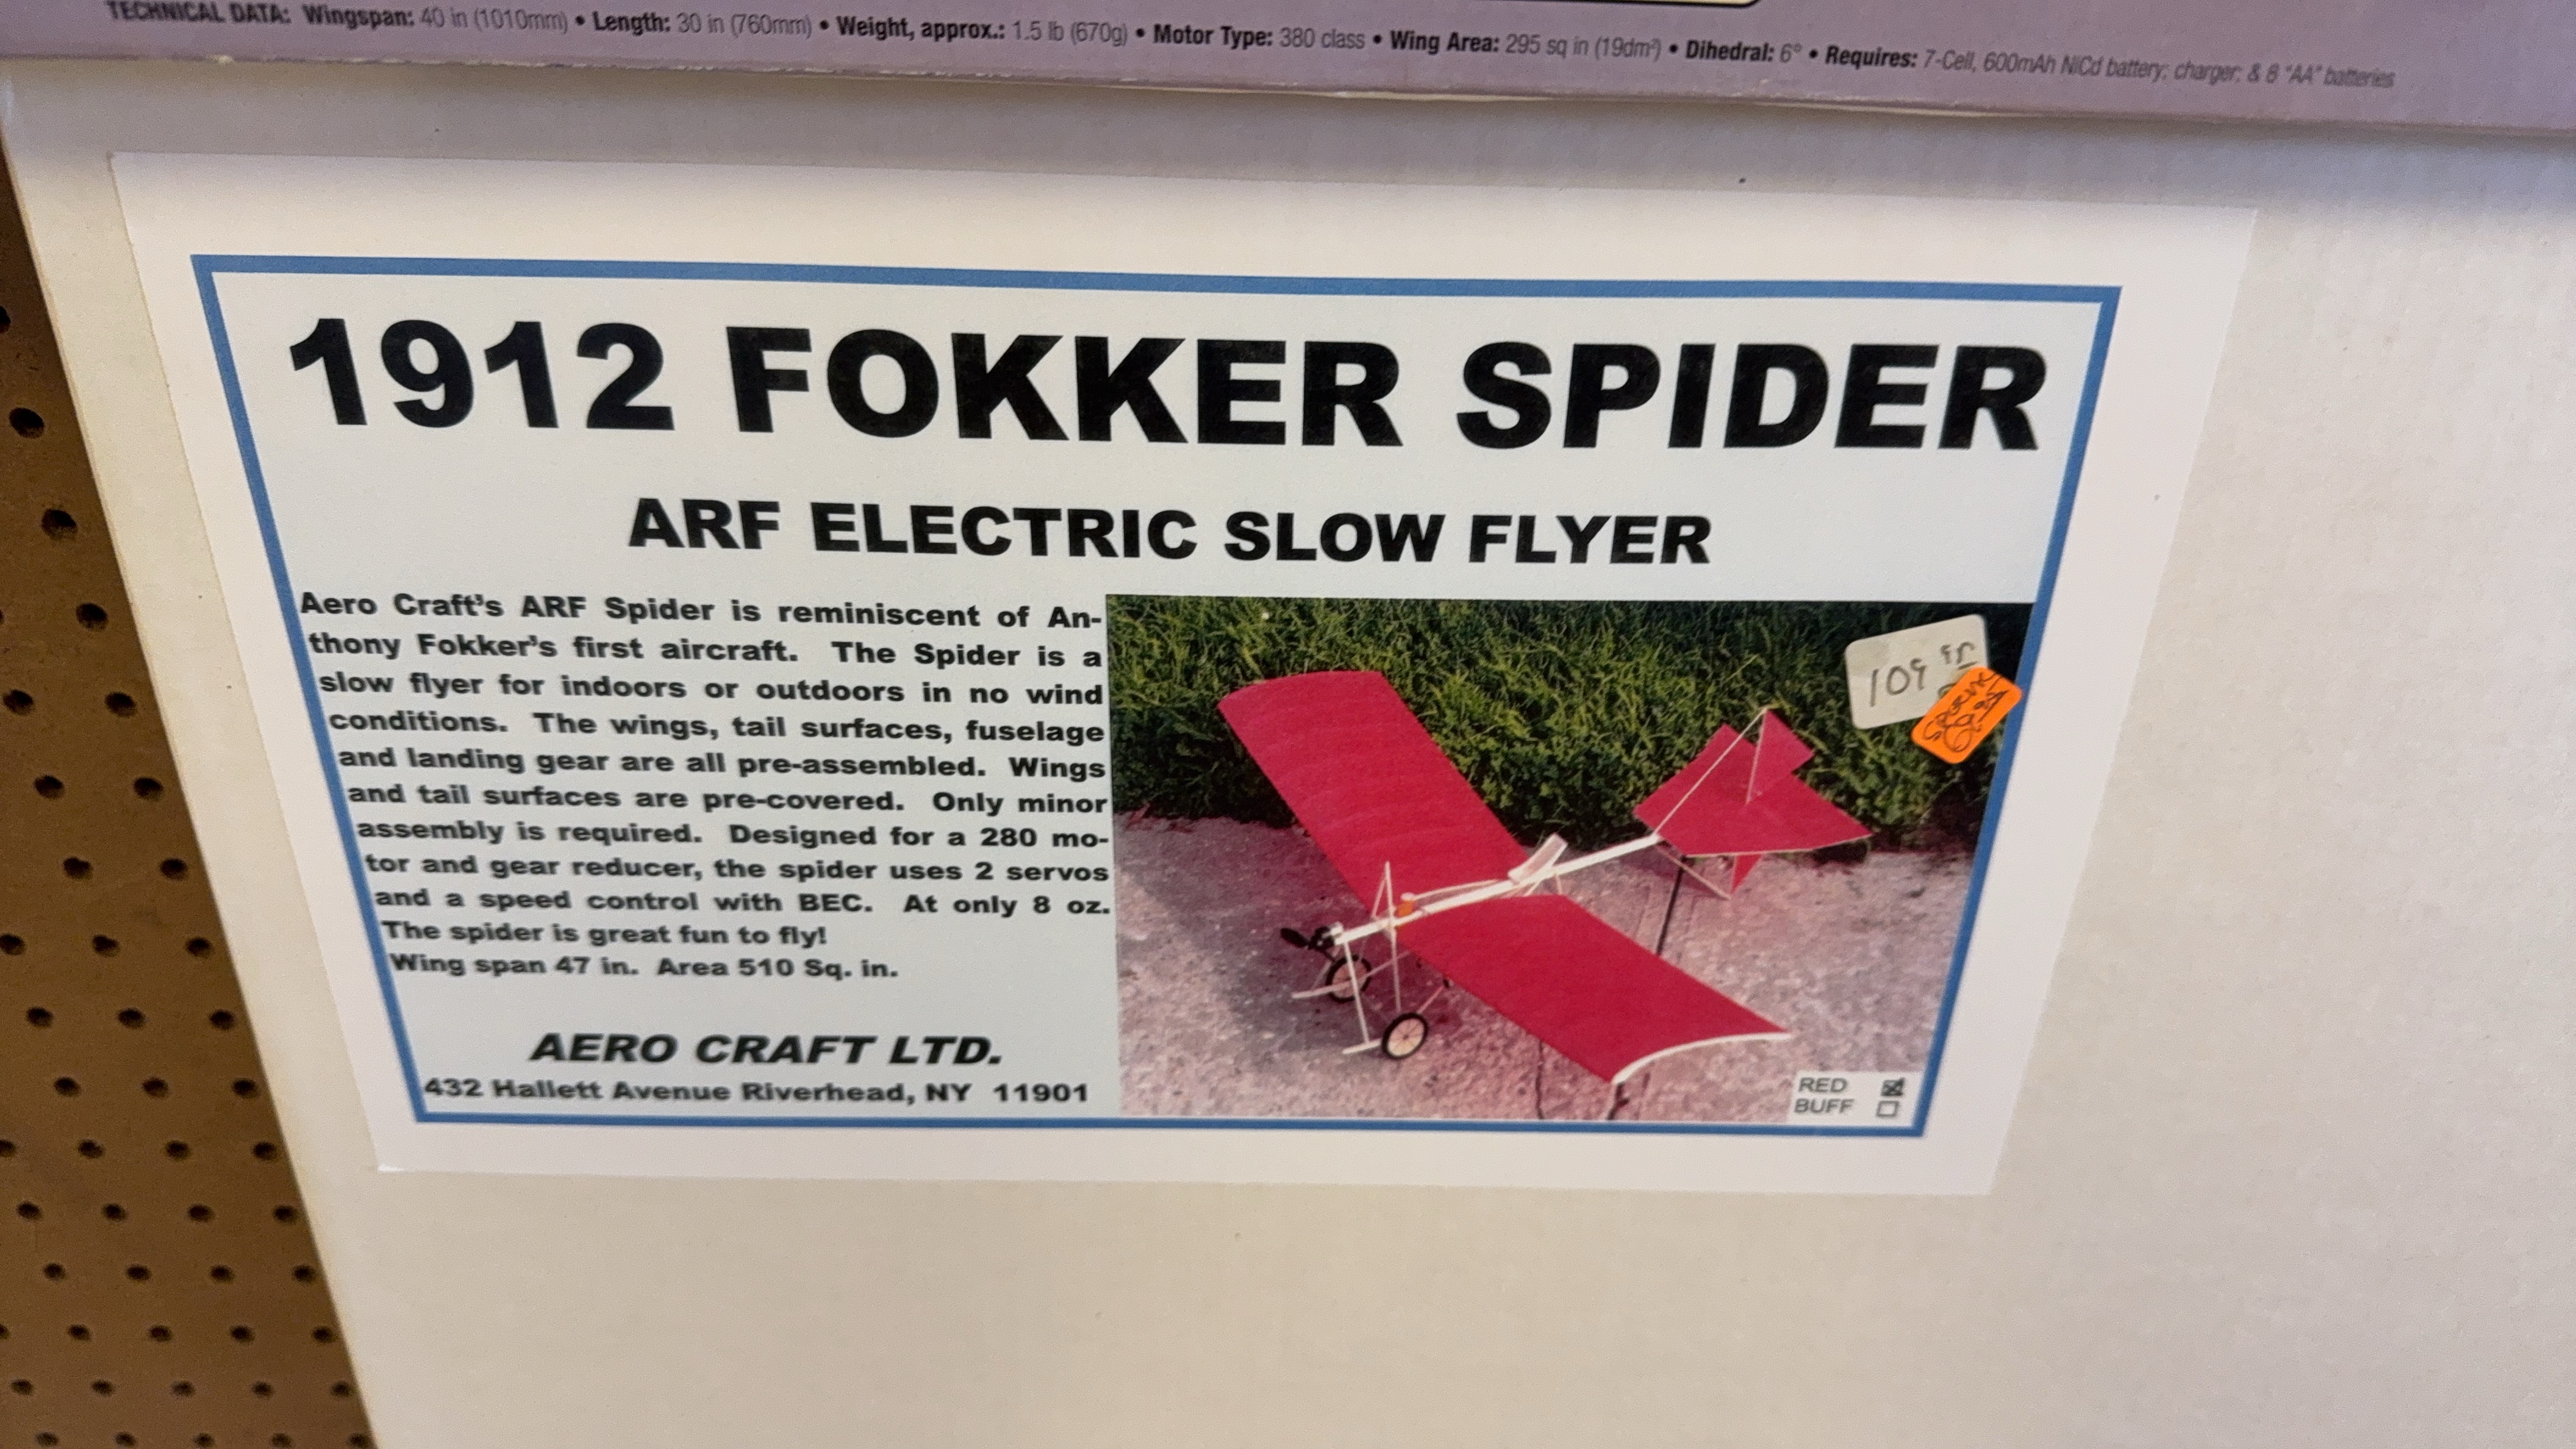 TECHNICAL DATA: Wingspan: 40 in (1010mm) • Length: 30 in (760mm) • Weight, approx.: 1.5 lb (670g) • Motor Type: 380 class • Wing Area: 295 sq in (19dm²) • Dihedral: 6° • Requires: 7-Cell, 600mAh NiCd battery; charger; & 8 "AA" batteries
1912 FOKKER SPIDER
ARF ELECTRIC SLOW FLYER
Aero Craft's ARF Spider is reminiscent of An-
thony Fokker's first aircraft. The Spider is a
slow flyer for indoors or outdoors in no wind
conditions. The wings, tail surfaces, fuselage
and landing gear are all pre-assembled. Wings
and tail surfaces are pre-covered. Only minor
assembly is required. Designed for a 280 mo-
tor and gear reducer, the spider uses 2 servos
and a speed control with BEC. At only 8 oz.
The spider is great fun to fly!
Wing span 47 in. Area 510 Sq. in.
AERO CRAFT LTD.
432 Hallett Avenue Riverhead, NY 11901
109 95
RED
BUFF